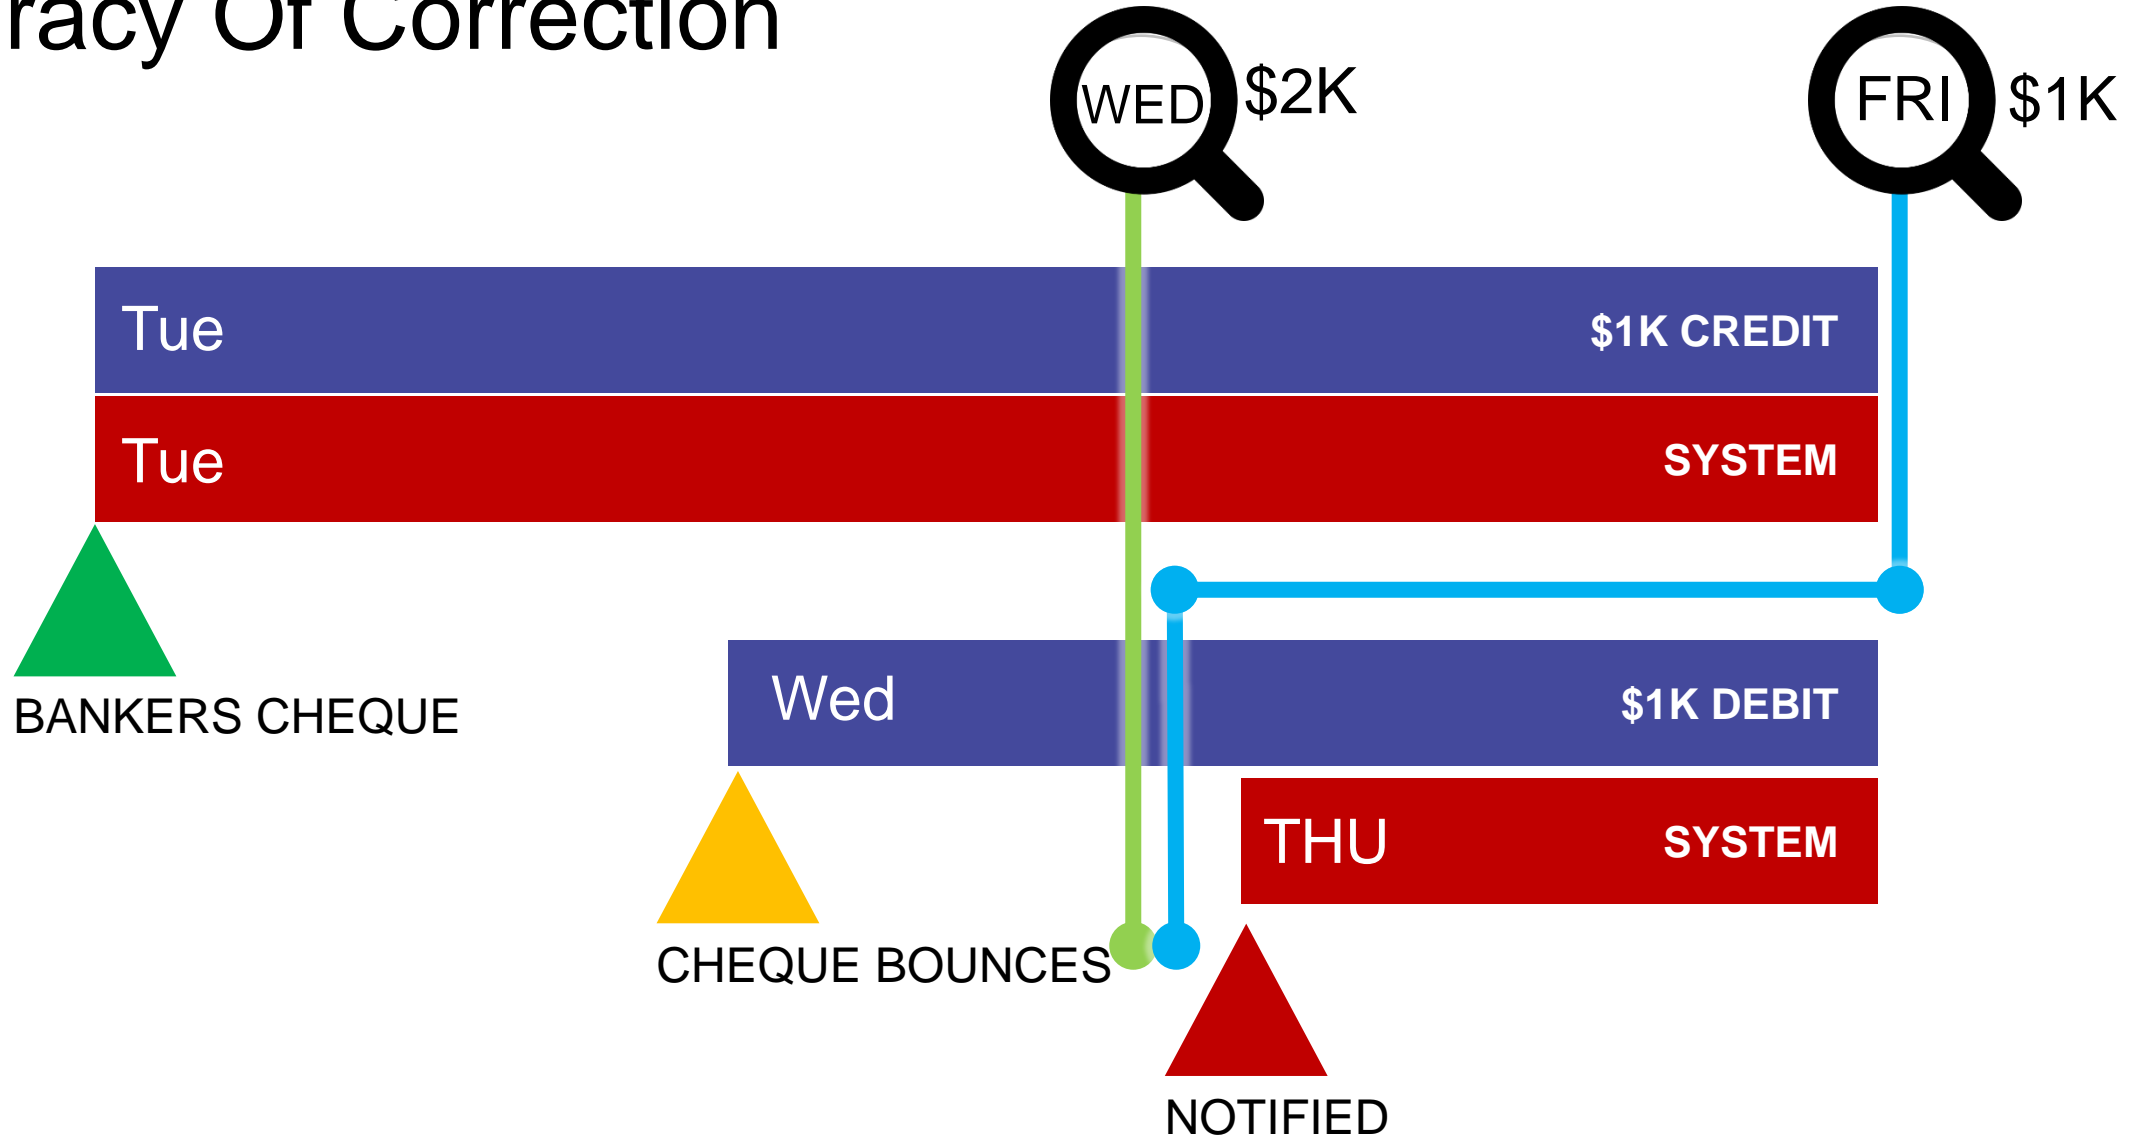 racy Of Correction
WED $2K
FRI $1K
Tue $1K CREDIT
Tue SYSTEM
BANKERS CHEQUE
Wed $1K DEBIT
THU SYSTEM
CHEQUE BOUNCES
NOTIFIED